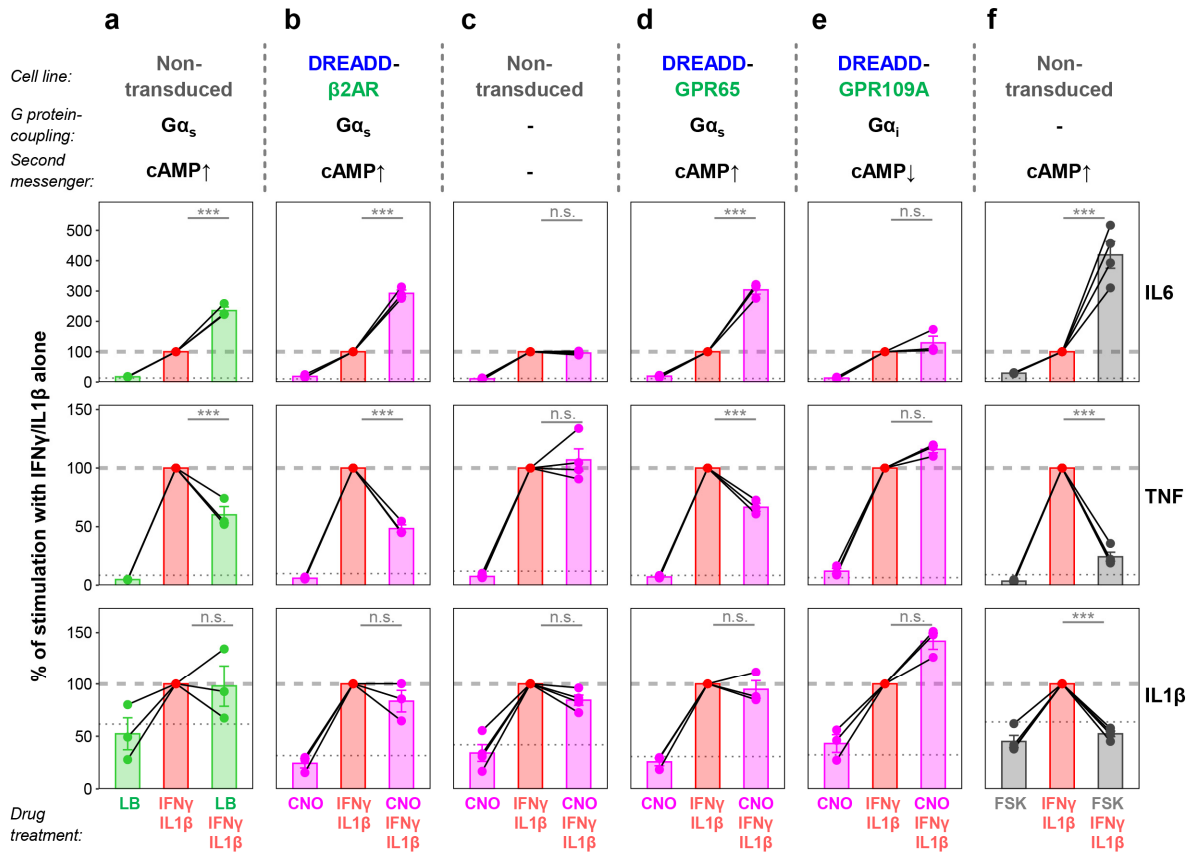 a b c d e f
Cell line: Non- DREADD- Non- DREADD- DREADD- Non-
transduced β2AR transduced GPR65 GPR109A transduced
G protein-
coupling: Gαs Gαs - Gαs Gαi -
Second
messenger: cAMP↑ cAMP↑ - cAMP↑ cAMP↓ cAMP↑
% of stimulation with IFNγ/IL1β alone
*** *** n.s. *** n.s. ***
500
400
300
200
100
0
IL6
*** *** n.s. *** n.s. ***
150
100
50
0
TNF
n.s. n.s. n.s. n.s. n.s. ***
150
100
50
0
IL1β
Drug
treatment:
LB IFNγ LB CNO IFNγ CNO CNO IFNγ CNO CNO IFNγ CNO CNO IFNγ CNO FSK IFNγ FSK
IL1β IFNγ IL1β IFNγ IL1β IFNγ IL1β IFNγ IL1β IFNγ IL1β IFNγ
IL1β IL1β IL1β IL1β IL1β IL1β